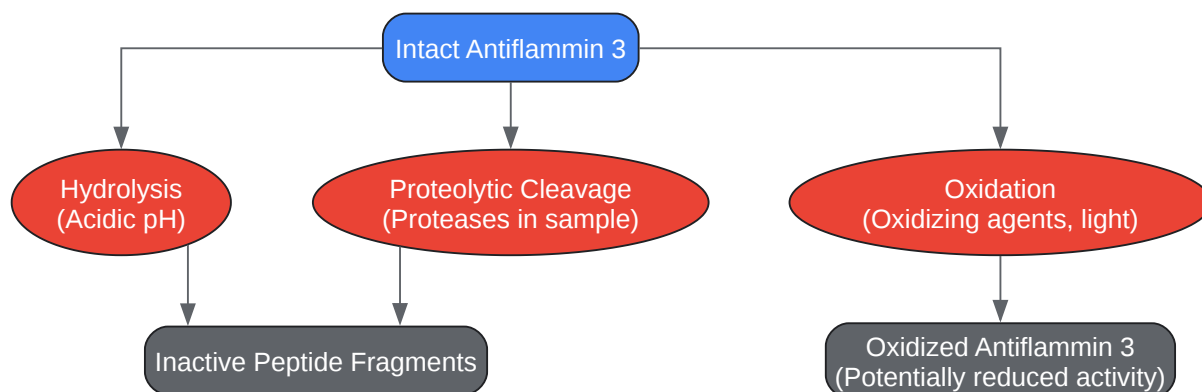 Intact Antiflammin 3
Hydrolysis
(Acidic pH)
Proteolytic Cleavage
(Proteases in sample)
Oxidation
(Oxidizing agents, light)
Inactive Peptide Fragments
Oxidized Antiflammin 3
(Potentially reduced activity)